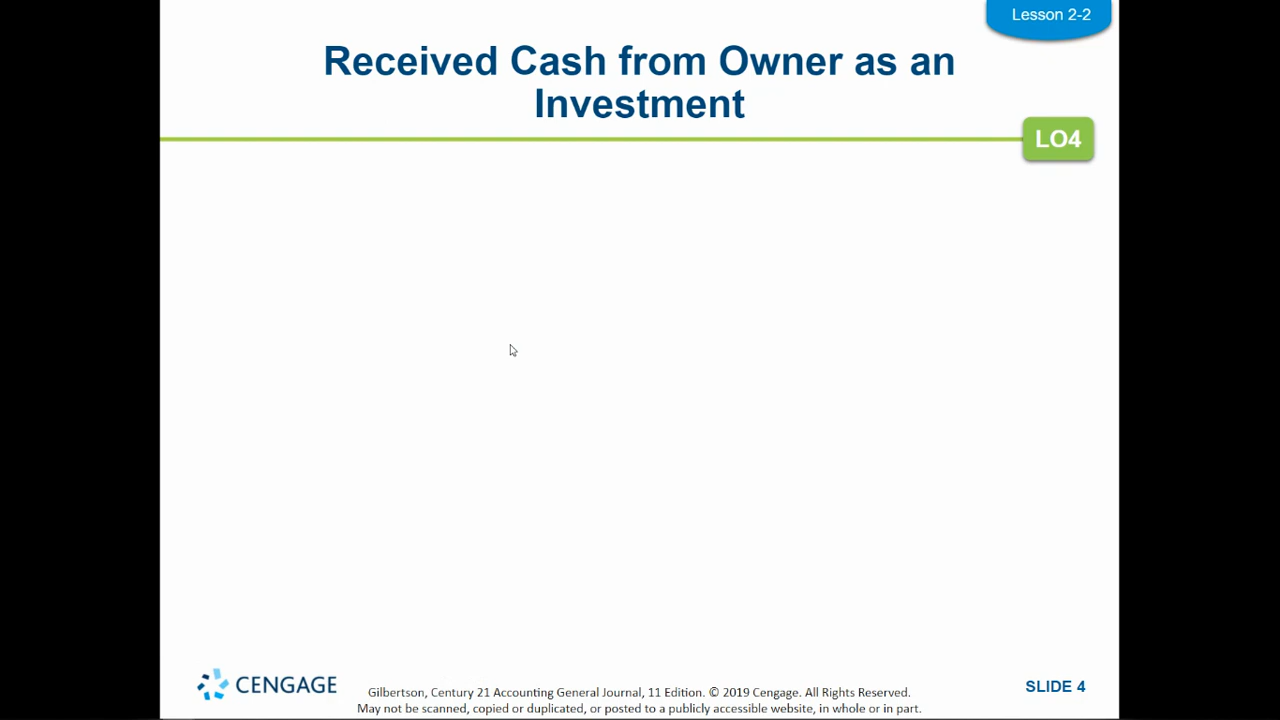 Lesson 2-2
Received Cash from Owner as an
Investment
LO4
CENGAGE
Gilbertson, Century 21 Accounting General Journal, 11 Edition. © 2019 Cengage. All Rights Reserved.
May not be scanned, copied or duplicated, or posted to a publicly accessible website, in whole or in part.
SLIDE 4